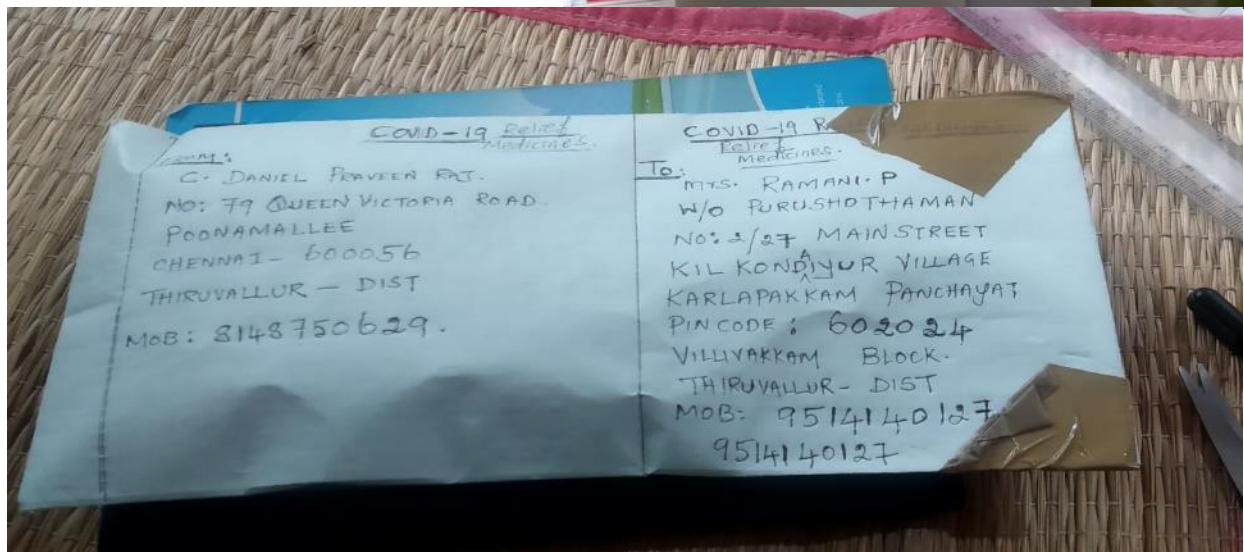 COVID-19 Relief
Medicines.
FROM:
C. DANIEL PRAVEEN RAJ.
NO: 79 QUEEN VICTORIA ROAD.
POONAMALLEE
CHENNAI- 600056
THIRUVALLUR - DIST
MOB: 8148750629.
COVID-19 R
Relief
Medicines.
To:
Mrs. RAMANI.P
W/O PURUSHOTHAMAN
NO: 2/27 MAIN STREET
KIL KONDAIYUR VILLAGE
KARLAPAKKAM PANCHAYAT
PINCODE: 602024
VILLIVAKKAM BLOCK.
THIRUVALLUR- DIST
MOB: 9514140127
9514140127